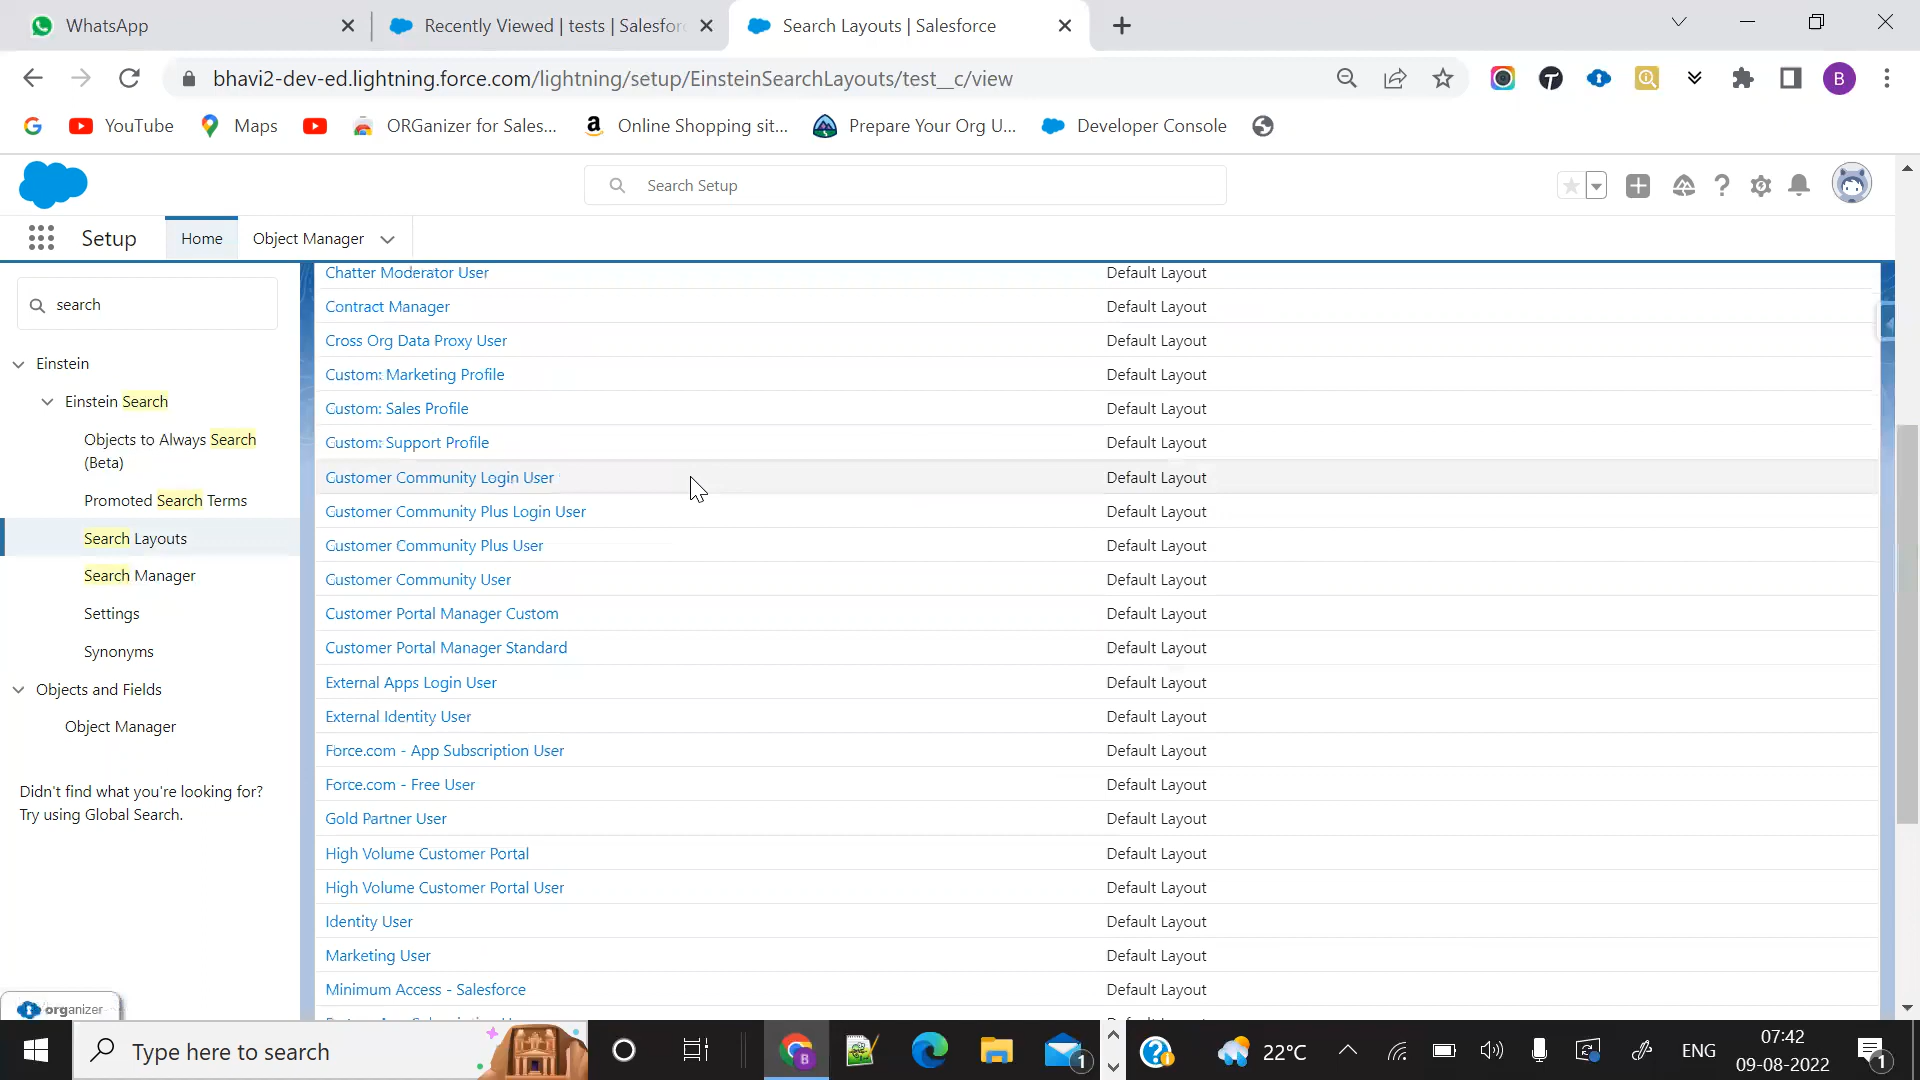 WhatsApp
Recently Viewed | tests | Salesforc
Search Layouts | Salesforce
bhavi2-dev-ed.lightning.force.com/lightning/setup/EinsteinSearchLayouts/test__c/view
B
YouTube
Maps
ORGanizer for Sales...
Online Shopping sit...
Prepare Your Org U...
Developer Console
Search Setup
Setup
Home
Object Manager
search
Einstein
Einstein Search
Objects to Always Search
(Beta)
Promoted Search Terms
Search Layouts
Search Manager
Settings
Synonyms
Objects and Fields
Object Manager
Didn't find what you're looking for?
Try using Global Search.
organizer
Chatter Moderator User Default Layout
Contract Manager Default Layout
Cross Org Data Proxy User Default Layout
Custom: Marketing Profile Default Layout
Custom: Sales Profile Default Layout
Custom: Support Profile Default Layout
Customer Community Login User Default Layout
Customer Community Plus Login User Default Layout
Customer Community Plus User Default Layout
Customer Community User Default Layout
Customer Portal Manager Custom Default Layout
Customer Portal Manager Standard Default Layout
External Apps Login User Default Layout
External Identity User Default Layout
Force.com - App Subscription User Default Layout
Force.com - Free User Default Layout
Gold Partner User Default Layout
High Volume Customer Portal Default Layout
High Volume Customer Portal User Default Layout
Identity User Default Layout
Marketing User Default Layout
Minimum Access - Salesforce Default Layout
Type here to search
B
1
22°C
ENG
07:42
09-08-2022
1